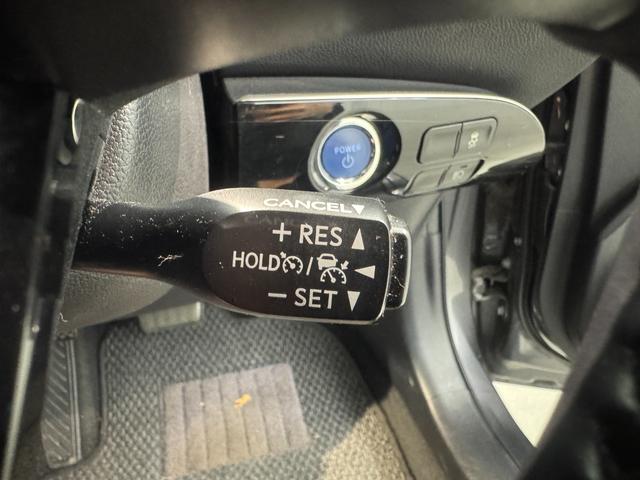 POWER
CANCEL▼
+ RES ▲
HOLD / ◄
− SET ▼